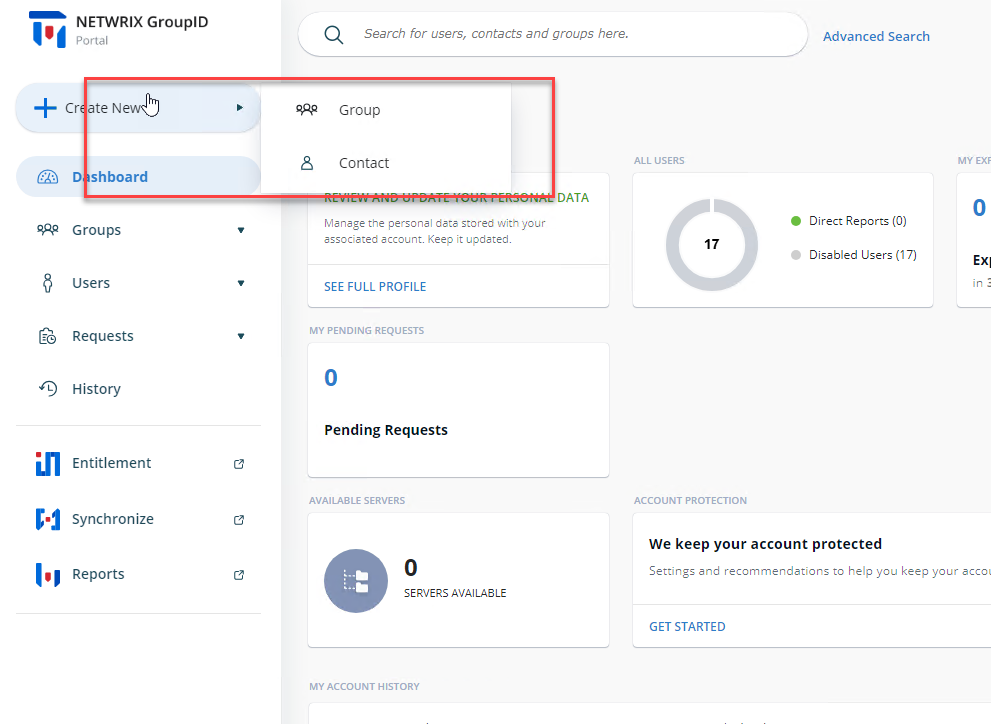 NETWRIX GroupID
Portal
Search for users, contacts and groups here.
Advanced Search
Create New
Group
Contact
Dashboard
Groups
Users
Requests
History
Entitlement
Synchronize
Reports
REVIEW AND UPDATE YOUR PERSONAL DATA
Manage the personal data stored with your
associated account. Keep it updated.
SEE FULL PROFILE
ALL USERS
17
Direct Reports (0)
Disabled Users (17)
MY EXP
0
Exp
in 3
MY PENDING REQUESTS
0
Pending Requests
AVAILABLE SERVERS
0
SERVERS AVAILABLE
ACCOUNT PROTECTION
We keep your account protected
Settings and recommendations to help you keep your accou
GET STARTED
MY ACCOUNT HISTORY